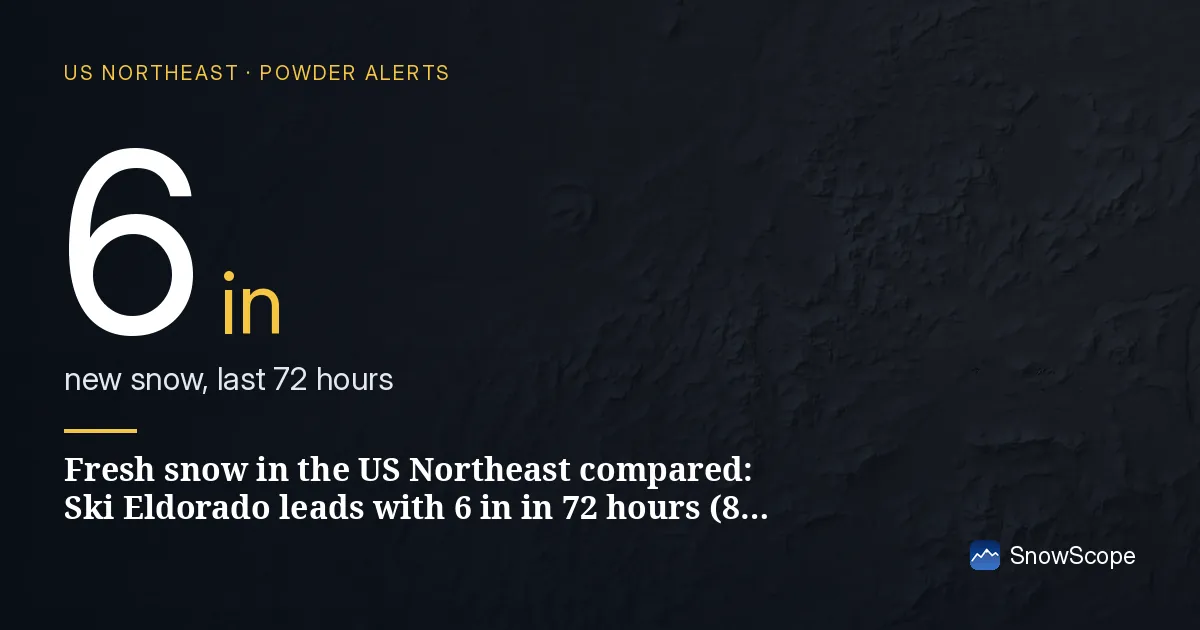 US NORTHEAST · POWDER ALERTS
6 in
new snow, last 72 hours
Fresh snow in the US Northeast compared:
Ski Eldorado leads with 6 in in 72 hours (8…
SnowScope